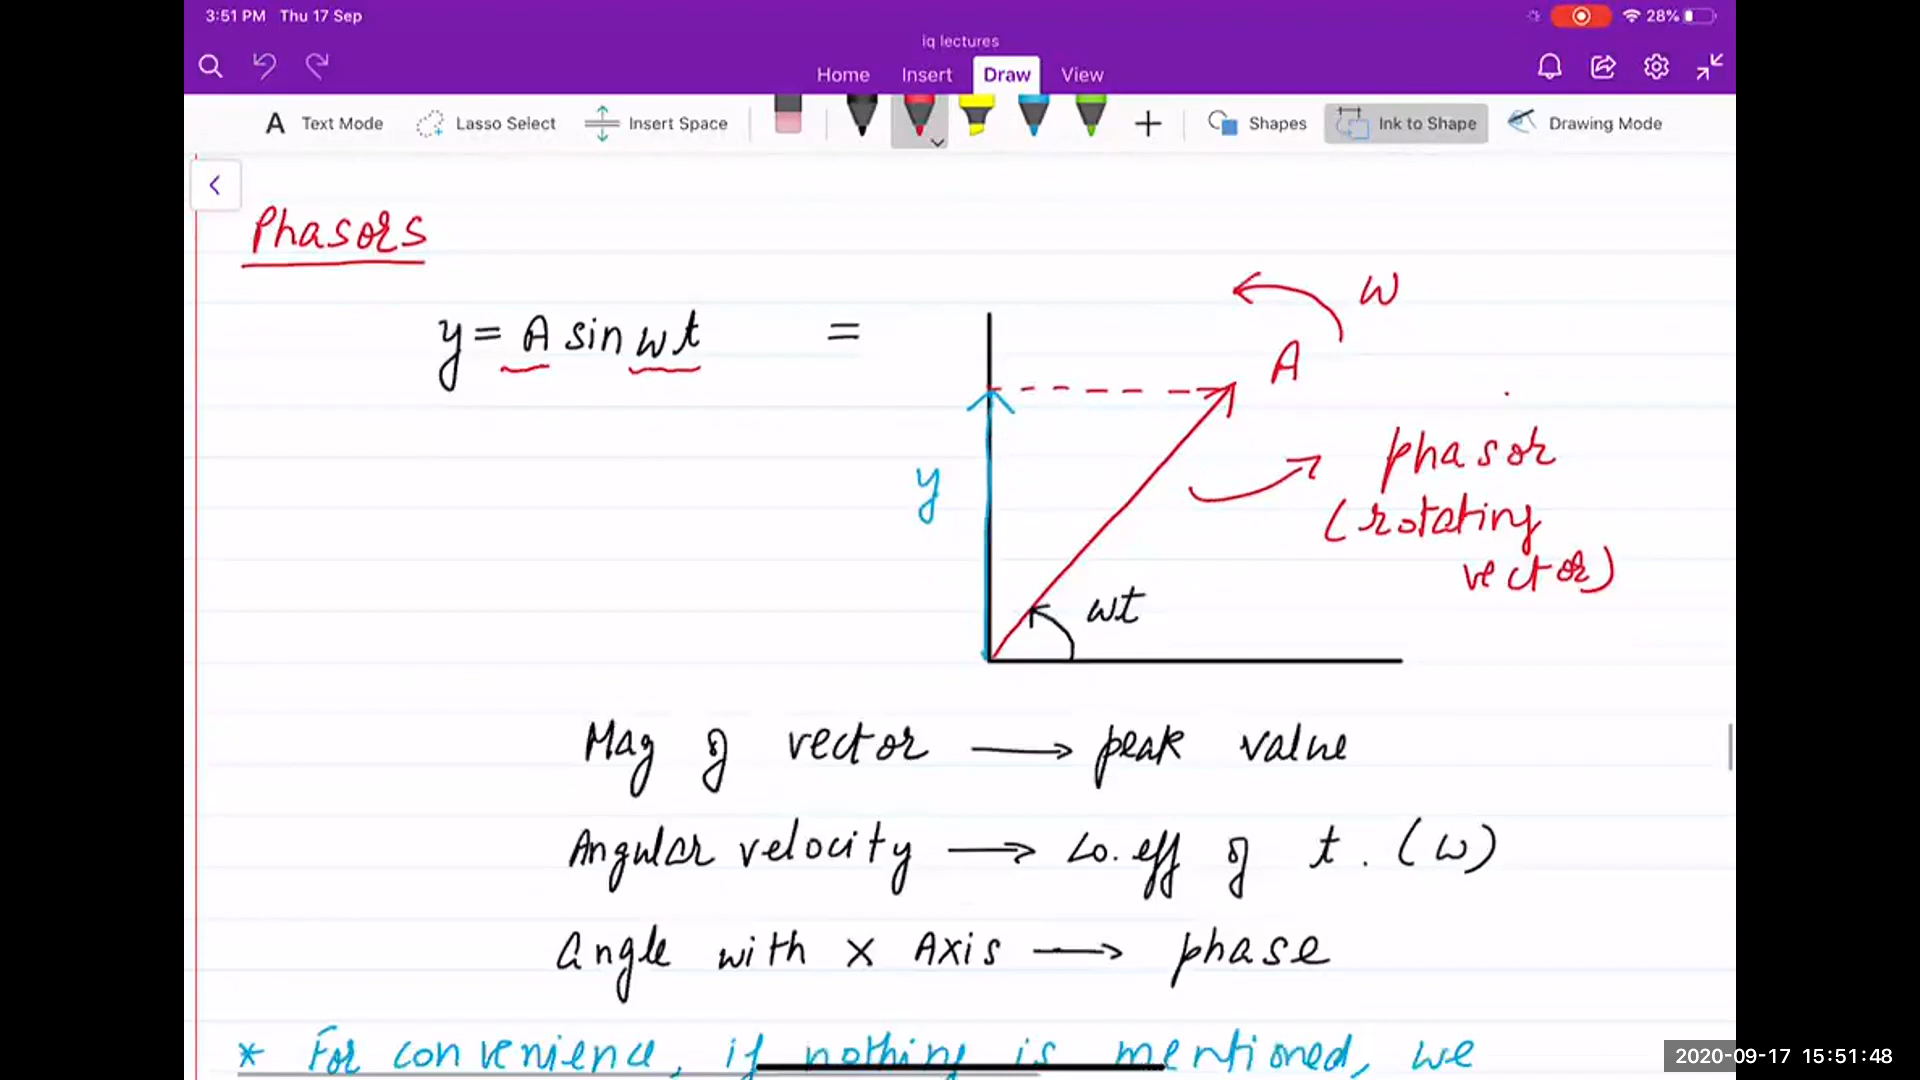 3:51 PM Thu 17 Sep
28%
iq lectures
Home Insert Draw View
Text Mode Lasso Select Insert Space Shapes Ink to Shape Drawing Mode
Phasors
y = A sin wt =
w
A
y
phasor
(rotating
vector)
wt
Mag of vector → peak value
Angular velocity → Co.eff of t. (w)
Angle with X Axis → phase
* For convenience, if nothing is mentioned, we
2020-09-17 15:51:48